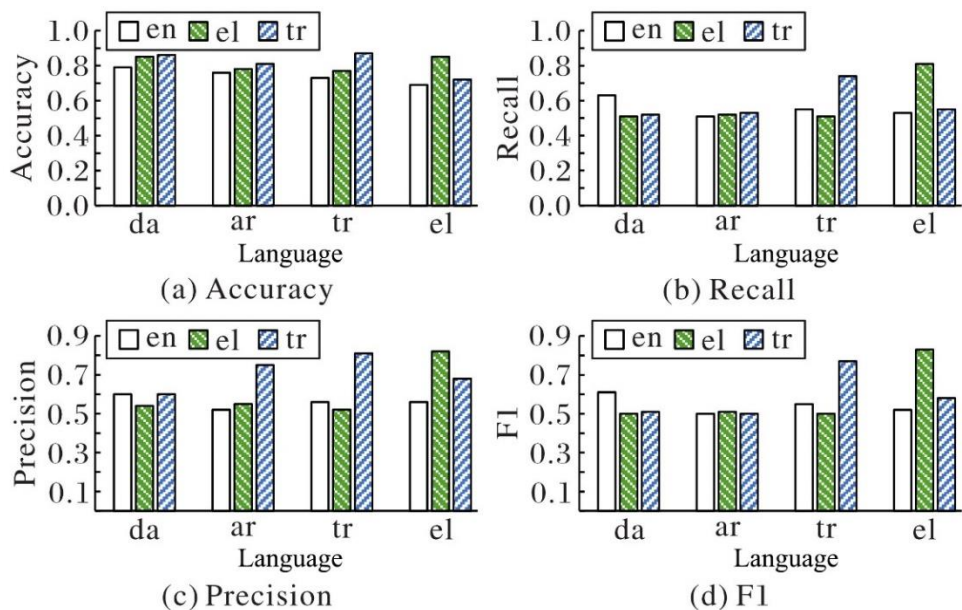 Accuracy
1.0
0.8
0.6
0.4
0.2
0.0
en el tr
da ar tr el
Language
(a) Accuracy
Recall
1.0
0.8
0.6
0.4
0.2
0.0
en el tr
da ar tr el
Language
(b) Recall
Precision
0.9
0.7
0.5
0.3
0.1
en el tr
da ar tr el
Language
(c) Precision
F1
0.9
0.7
0.5
0.3
0.1
en el tr
da ar tr el
Language
(d) F1